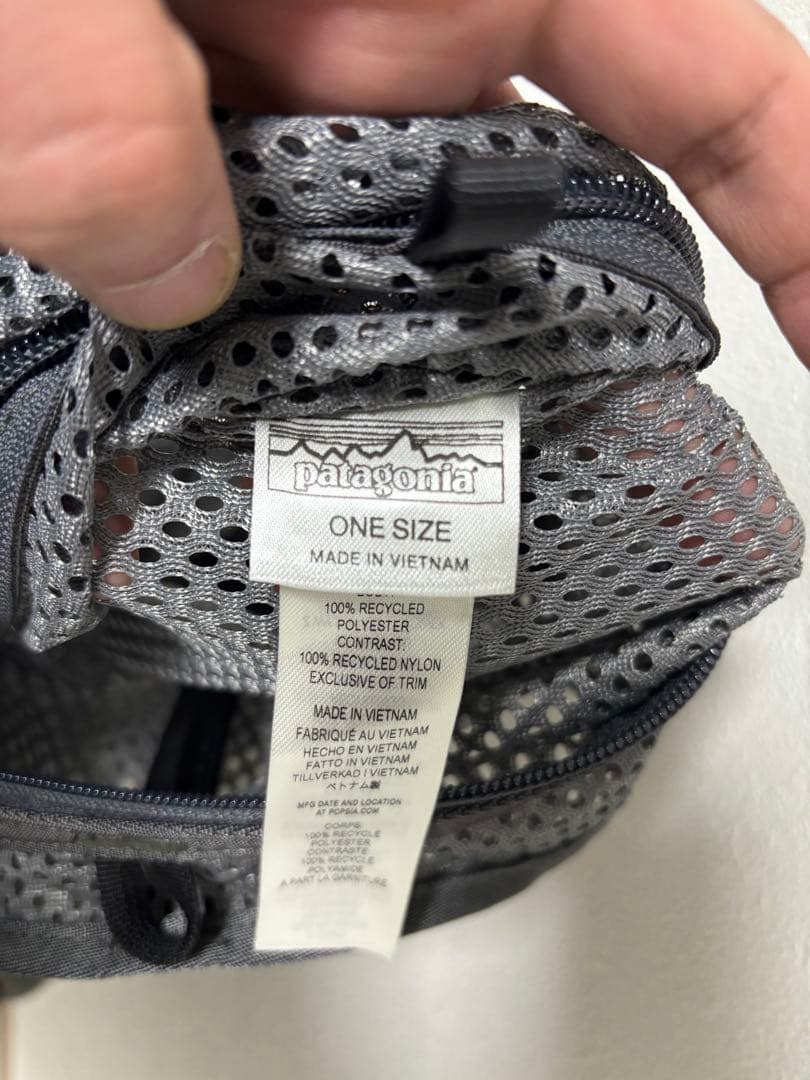 patagonia
ONE SIZE
MADE IN VIETNAM
100% RECYCLED
POLYESTER
CONTRAST:
100% RECYCLED NYLON
EXCLUSIVE OF TRIM
MADE IN VIETNAM
FABRIQUÉ AU VIETNAM
HECHO EN VIETNAM
FATTO IN VIETNAM
TILLVERKAD I VIETNAM
ベトナム製
MFG DATE AND LOCATION
AT PCPSIA.COM
CORPS:
100% RECYCLE
POLYESTER
CONTRASTE:
100% RECYCLE
POLYAMIDE
A PART LA GARNITURE